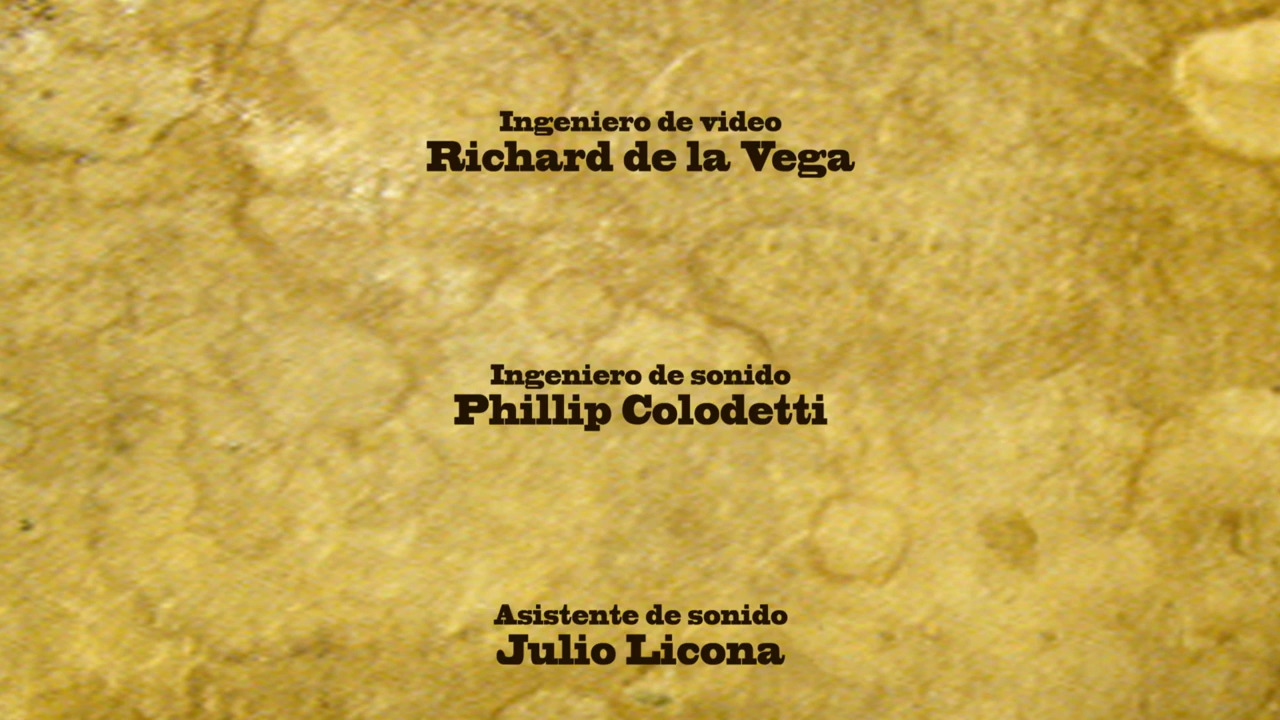 Ingeniero de video
Richard de la Vega
Ingeniero de sonido
Phillip Colodetti
Asistente de sonido
Julio Licona